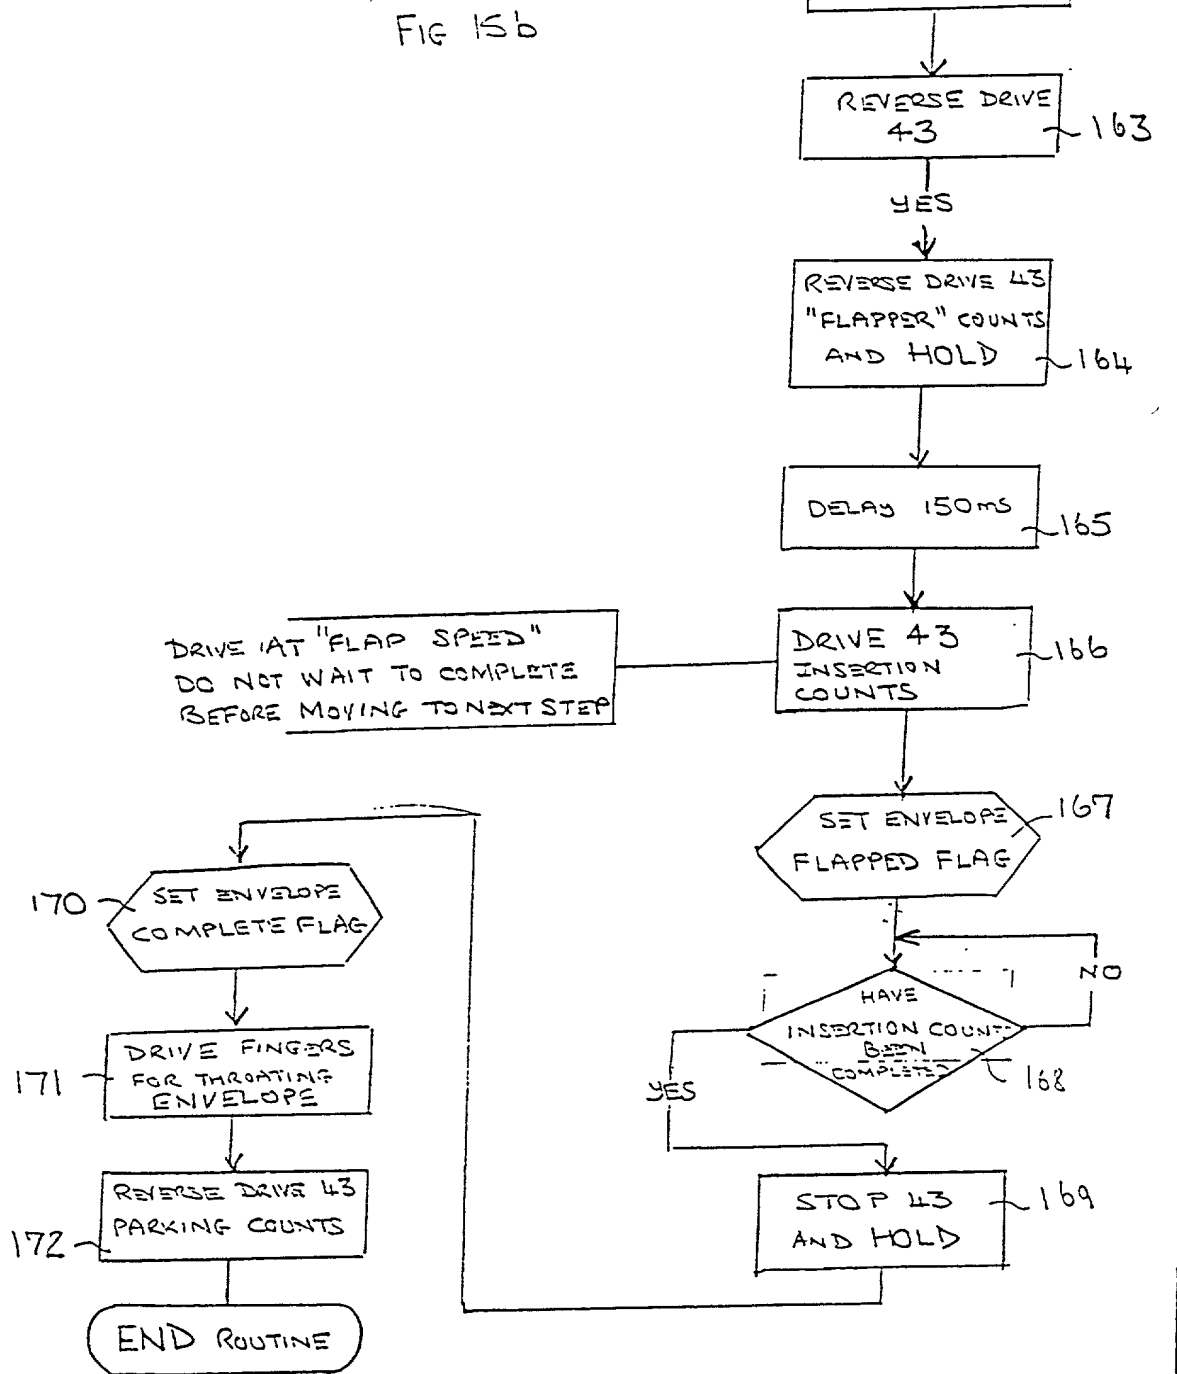 FIG 15b
REVERSE DRIVE
43
163
YES
REVERSE DRIVE 43
"FLAPPER" COUNTS
AND HOLD
164
DELAY 150ms
165
DRIVE 43
INSERTION
COUNTS
166
DRIVE AT "FLAP SPEED"
DO NOT WAIT TO COMPLETE
BEFORE MOVING TO NEXT STEP
SET ENVELOPE
FLAPPED FLAG
167
HAVE
INSERTION COUNTS
BEEN
COMPLETED
168
NO
YES
STOP 43
AND HOLD
169
SET ENVELOPE
COMPLETE FLAG
170
DRIVE FINGERS
FOR THROATING
ENVELOPE
171
REVERSE DRIVE 43
PARKING COUNTS
172
END ROUTINE